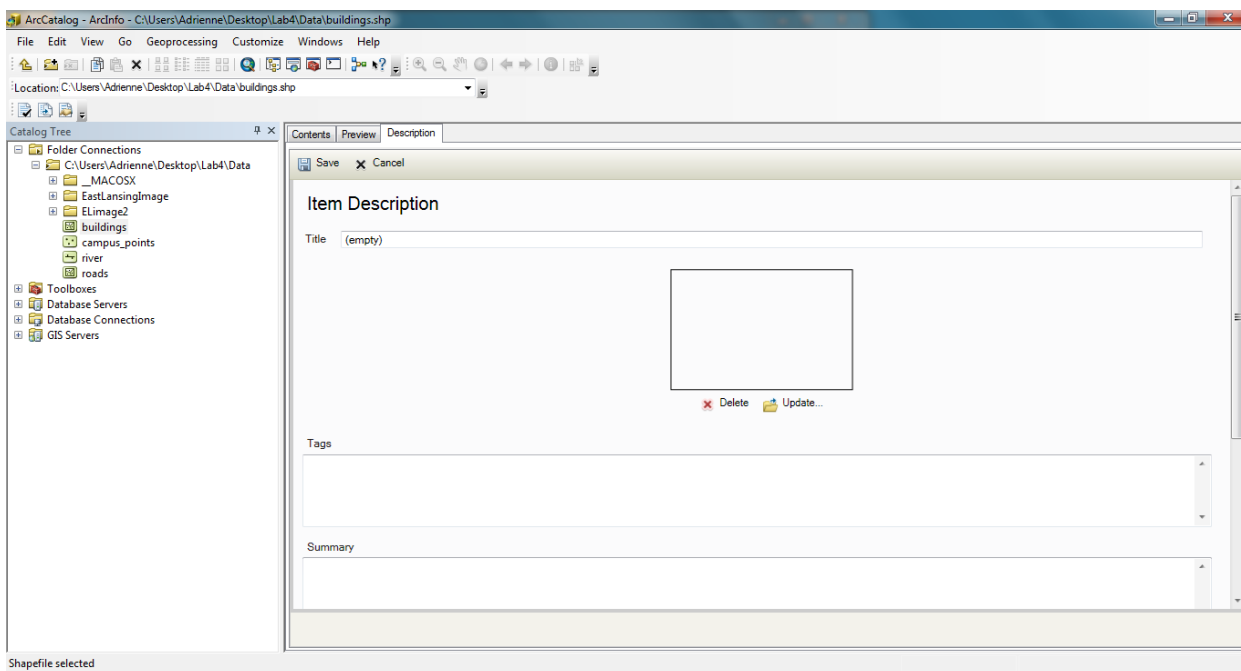 ArcCatalog - ArcInfo - C:\Users\Adrienne\Desktop\Lab4\Data\buildings.shp
File Edit View Go Geoprocessing Customize Windows Help
Location: C:\Users\Adrienne\Desktop\Lab4\Data\buildings.shp
Catalog Tree
Folder Connections
C:\Users\Adrienne\Desktop\Lab4\Data
__MACOSX
EastLansingImage
ELimage2
buildings
campus_points
river
roads
Toolboxes
Database Servers
Database Connections
GIS Servers
Contents Preview Description
Save Cancel
Item Description
Title (empty)
Delete Update...
Tags
Summary
Shapefile selected